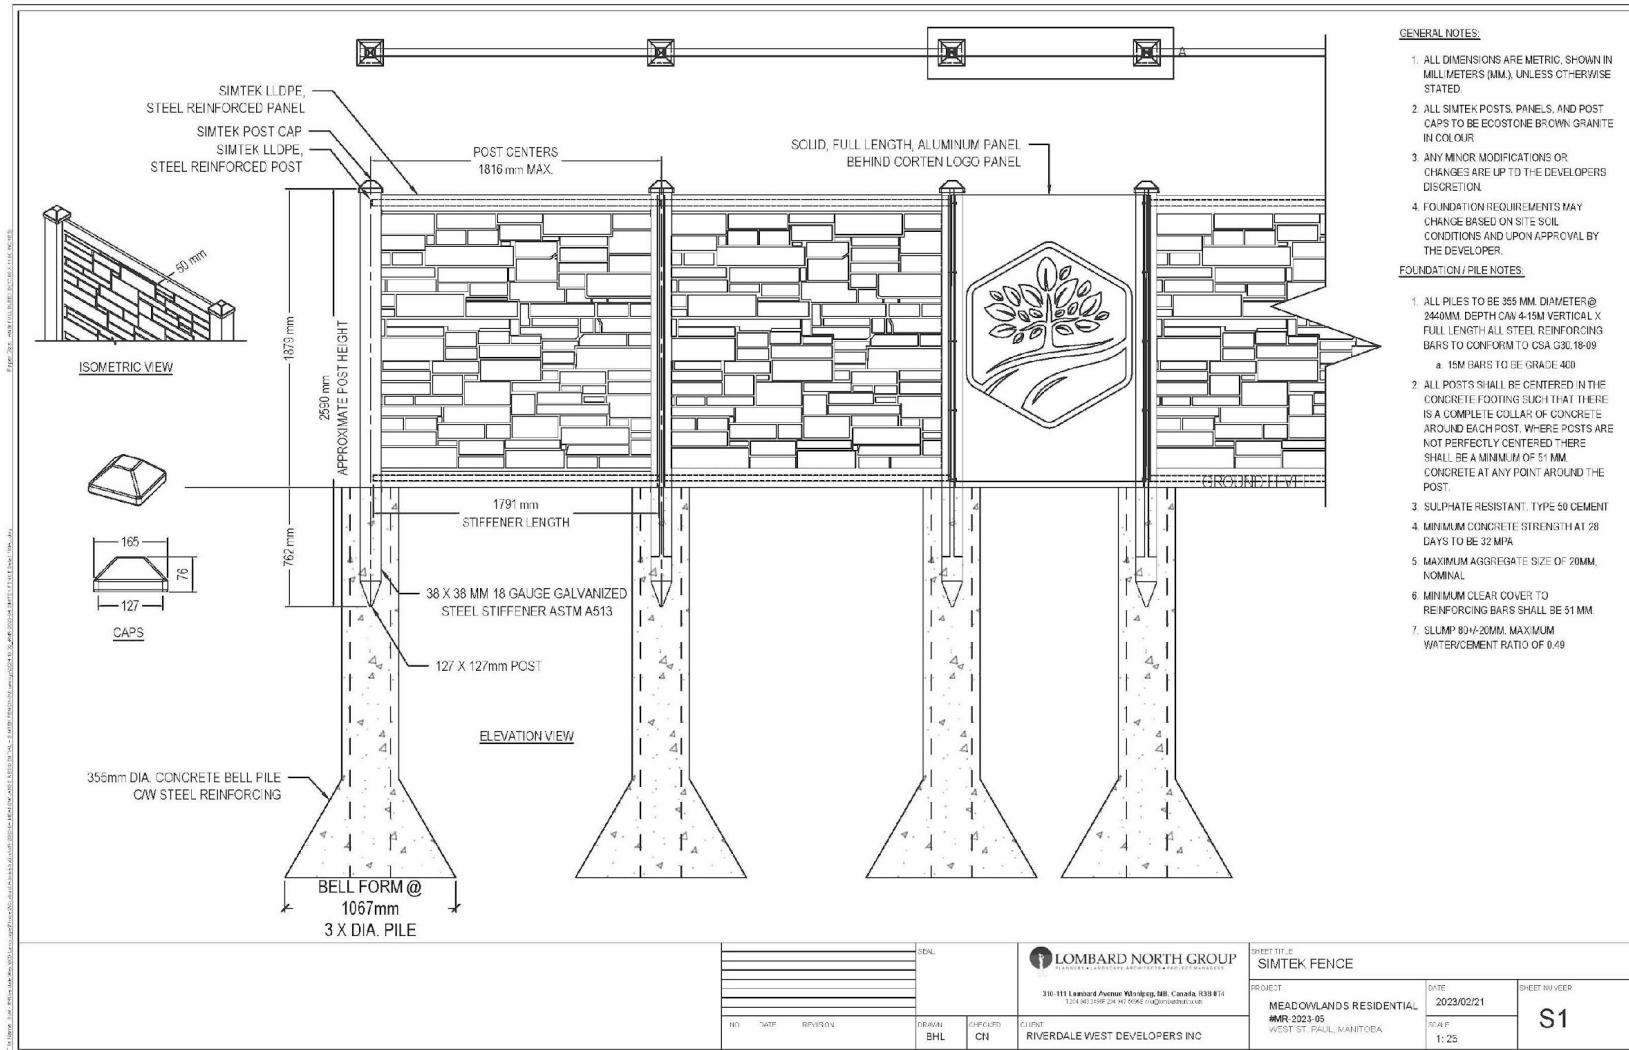 A
SIMTEK LLDPE,
STEEL REINFORCED PANEL
SIMTEK POST CAP
SIMTEK LLDPE,
STEEL REINFORCED POST
POST CENTERS
1816 mm MAX.
SOLID, FULL LENGTH, ALUMINUM PANEL
BEHIND CORTEN LOGO PANEL
50 mm
ISOMETRIC VIEW
1879 mm
2590 mm
APPROXIMATE POST HEIGHT
762 mm
GROUND LEVEL
1791 mm
STIFFENER LENGTH
165
76
127
CAPS
38 X 38 MM 18 GAUGE GALVANIZED
STEEL STIFFENER ASTM A513
127 X 127mm POST
ELEVATION VIEW
355mm DIA. CONCRETE BELL PILE
C/W STEEL REINFORCING
BELL FORM @
1067mm
3 X DIA. PILE
GENERAL NOTES:
1. ALL DIMENSIONS ARE METRIC, SHOWN IN
MILLIMETERS (MM.), UNLESS OTHERWISE
STATED.
2. ALL SIMTEK POSTS, PANELS, AND POST
CAPS TO BE ECOSTONE BROWN GRANITE
IN COLOUR
3. ANY MINOR MODIFICATIONS OR
CHANGES ARE UP TO THE DEVELOPERS
DISCRETION.
4. FOUNDATION REQUIREMENTS MAY
CHANGE BASED ON SITE SOIL
CONDITIONS AND UPON APPROVAL BY
THE DEVELOPER.
FOUNDATION / PILE NOTES:
1. ALL PILES TO BE 355 MM. DIAMETER@
2440MM. DEPTH C/W 4-15M VERTICAL X
FULL LENGTH ALL STEEL REINFORCING
BARS TO CONFORM TO CSA G30.18-09
a. 15M BARS TO BE GRADE 400
2. ALL POSTS SHALL BE CENTERED IN THE
CONCRETE FOOTING SUCH THAT THERE
IS A COMPLETE COLLAR OF CONCRETE
AROUND EACH POST. WHERE POSTS ARE
NOT PERFECTLY CENTERED THERE
SHALL BE A MINIMUM OF 51 MM.
CONCRETE AT ANY POINT AROUND THE
POST.
3. SULPHATE RESISTANT, TYPE 50 CEMENT
4. MINIMUM CONCRETE STRENGTH AT 28
DAYS TO BE 32 MPA
5. MAXIMUM AGGREGATE SIZE OF 20MM,
NOMINAL
6. MINIMUM CLEAR COVER TO
REINFORCING BARS SHALL BE 51 MM.
7. SLUMP 80+/-20MM. MAXIMUM
WATER/CEMENT RATIO OF 0.49
NO. DATE REVISION
SEAL
DRAWN
BHL
CHECKED
CN
LOMBARD NORTH GROUP
PLANNERS • LANDSCAPE ARCHITECTS • PROJECT MANAGERS
310-111 Lombard Avenue Winnipeg, MB, Canada, R3B 0T4
CLIENT
RIVERDALE WEST DEVELOPERS INC
SHEET TITLE
SIMTEK FENCE
PROJECT
MEADOWLANDS RESIDENTIAL
#MR-2023-05
WEST ST. PAUL, MANITOBA
DATE
2023/02/21
SCALE
1: 25
SHEET NUMBER
S1